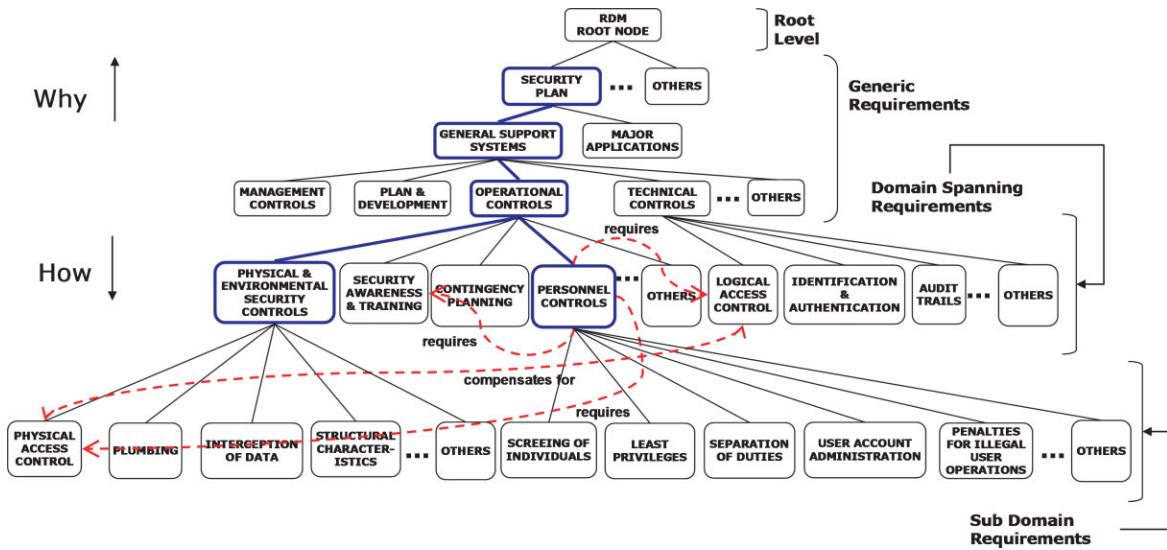 RDM
ROOT NODE
Root
Level
Why
SECURITY
PLAN
...
OTHERS
Generic
Requirements
GENERAL SUPPORT
SYSTEMS
MAJOR
APPLICATIONS
MANAGEMENT
CONTROLS
PLAN &
DEVELOPMENT
OPERATIONAL
CONTROLS
TECHNICAL
CONTROLS
...
OTHERS
Domain Spanning
Requirements
How
requires
PHYSICAL &
ENVIRONMENTAL
SECURITY
CONTROLS
SECURITY
AWARENESS
& TRAINING
CONTINGENCY
PLANNING
PERSONNEL
CONTROLS
...
OTHERS
LOGICAL
ACCESS
CONTROL
IDENTIFICATION
&
AUTHENTICATION
AUDIT
TRAILS
...
OTHERS
requires
compensates for
requires
PHYSICAL
ACCESS
CONTROL
PLUMBING
INTERCEPTION
OF DATA
STRUCTURAL
CHARACTER-
ISTICS
...
OTHERS
SCREEING OF
INDIVIDUALS
LEAST
PRIVILEGES
SEPARATION
OF DUTIES
USER ACCOUNT
ADMINISTRATION
PENALTIES
FOR ILLEGAL
USER
OPERATIONS
...
OTHERS
Sub Domain
Requirements